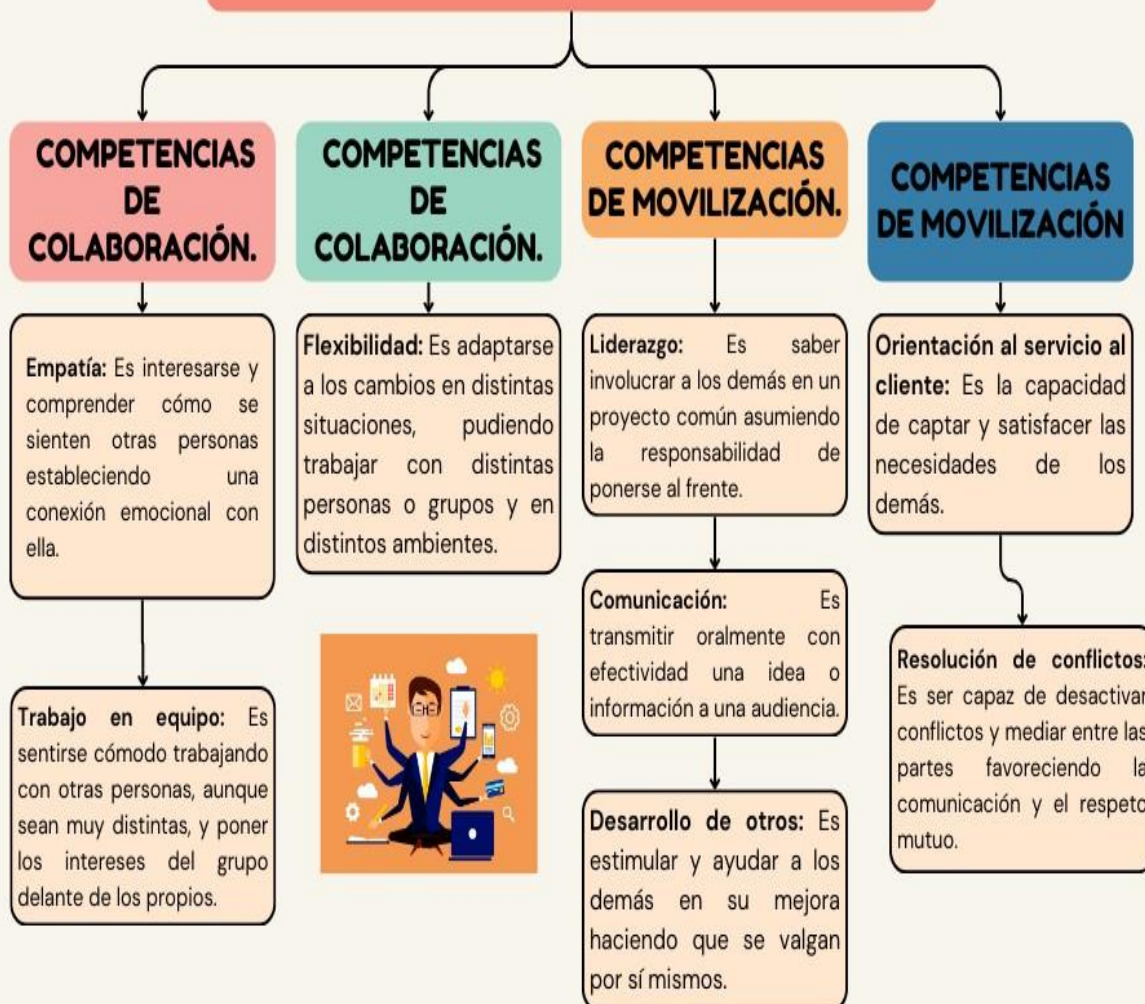 COMPETENCIAS
DE
COLABORACIÓN.
Empatía: Es interesarse y
comprender cómo se
sienten otras personas
estableciendo una
conexión emocional con
ella.
Trabajo en equipo: Es
sentirse cómodo trabajando
con otras personas, aunque
sean muy distintas, y poner
los intereses del grupo
delante de los propios.
COMPETENCIAS
DE
COLABORACIÓN.
Flexibilidad: Es adaptarse
a los cambios en distintas
situaciones, pudiendo
trabajar con distintas
personas o grupos y en
distintos ambientes.
COMPETENCIAS
DE MOVILIZACIÓN.
Liderazgo: Es saber
involucrar a los demás en un
proyecto común asumiendo
la responsabilidad de
ponerse al frente.
Comunicación: Es
transmitir oralmente con
efectividad una idea o
información a una audiencia.
Desarrollo de otros: Es
estimular y ayudar a los
demás en su mejora
haciendo que se valgan
por sí mismos.
COMPETENCIAS
DE MOVILIZACIÓN
Orientación al servicio al
cliente: Es la capacidad
de captar y satisfacer las
necesidades de los
demás.
Resolución de conflictos:
Es ser capaz de desactivar
conflictos y mediar entre las
partes favoreciendo la
comunicación y el respeto
mutuo.